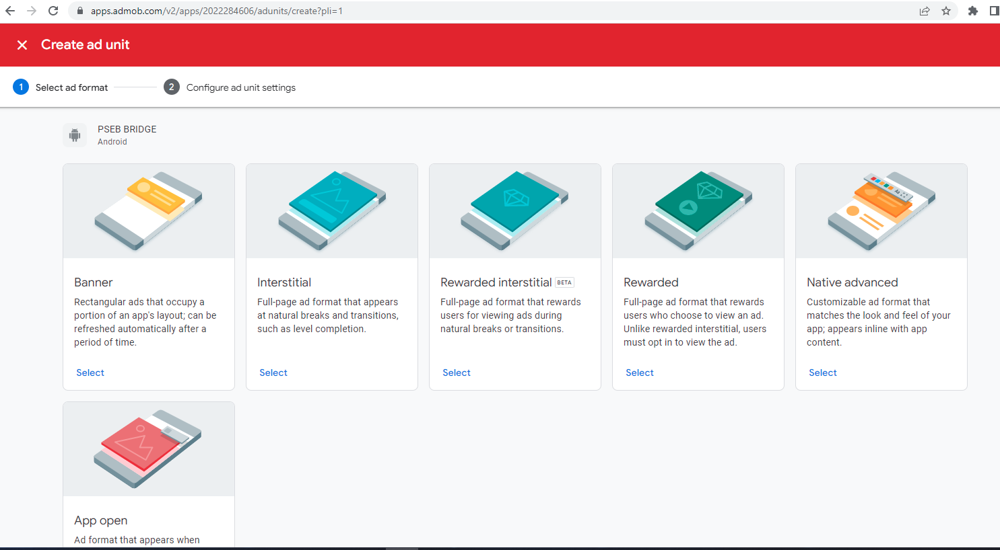 apps.admob.com/v2/apps/2022284606/adunits/create?pli=1
Create ad unit
1 Select ad format
2 Configure ad unit settings
PSEB BRIDGE
Android
Banner
Rectangular ads that occupy a
portion of an app's layout; can be
refreshed automatically after a
period of time.
Select
Interstitial
Full-page ad format that appears
at natural breaks and transitions,
such as level completion.
Select
Rewarded interstitial BETA
Full-page ad format that rewards
users for viewing ads during
natural breaks or transitions.
Select
Rewarded
Full-page ad format that rewards
users who choose to view an ad.
Unlike rewarded interstitial, users
must opt in to view the ad.
Select
Native advanced
Customizable ad format that
matches the look and feel of your
app; appears inline with app
content.
Select
App open
Ad format that appears when